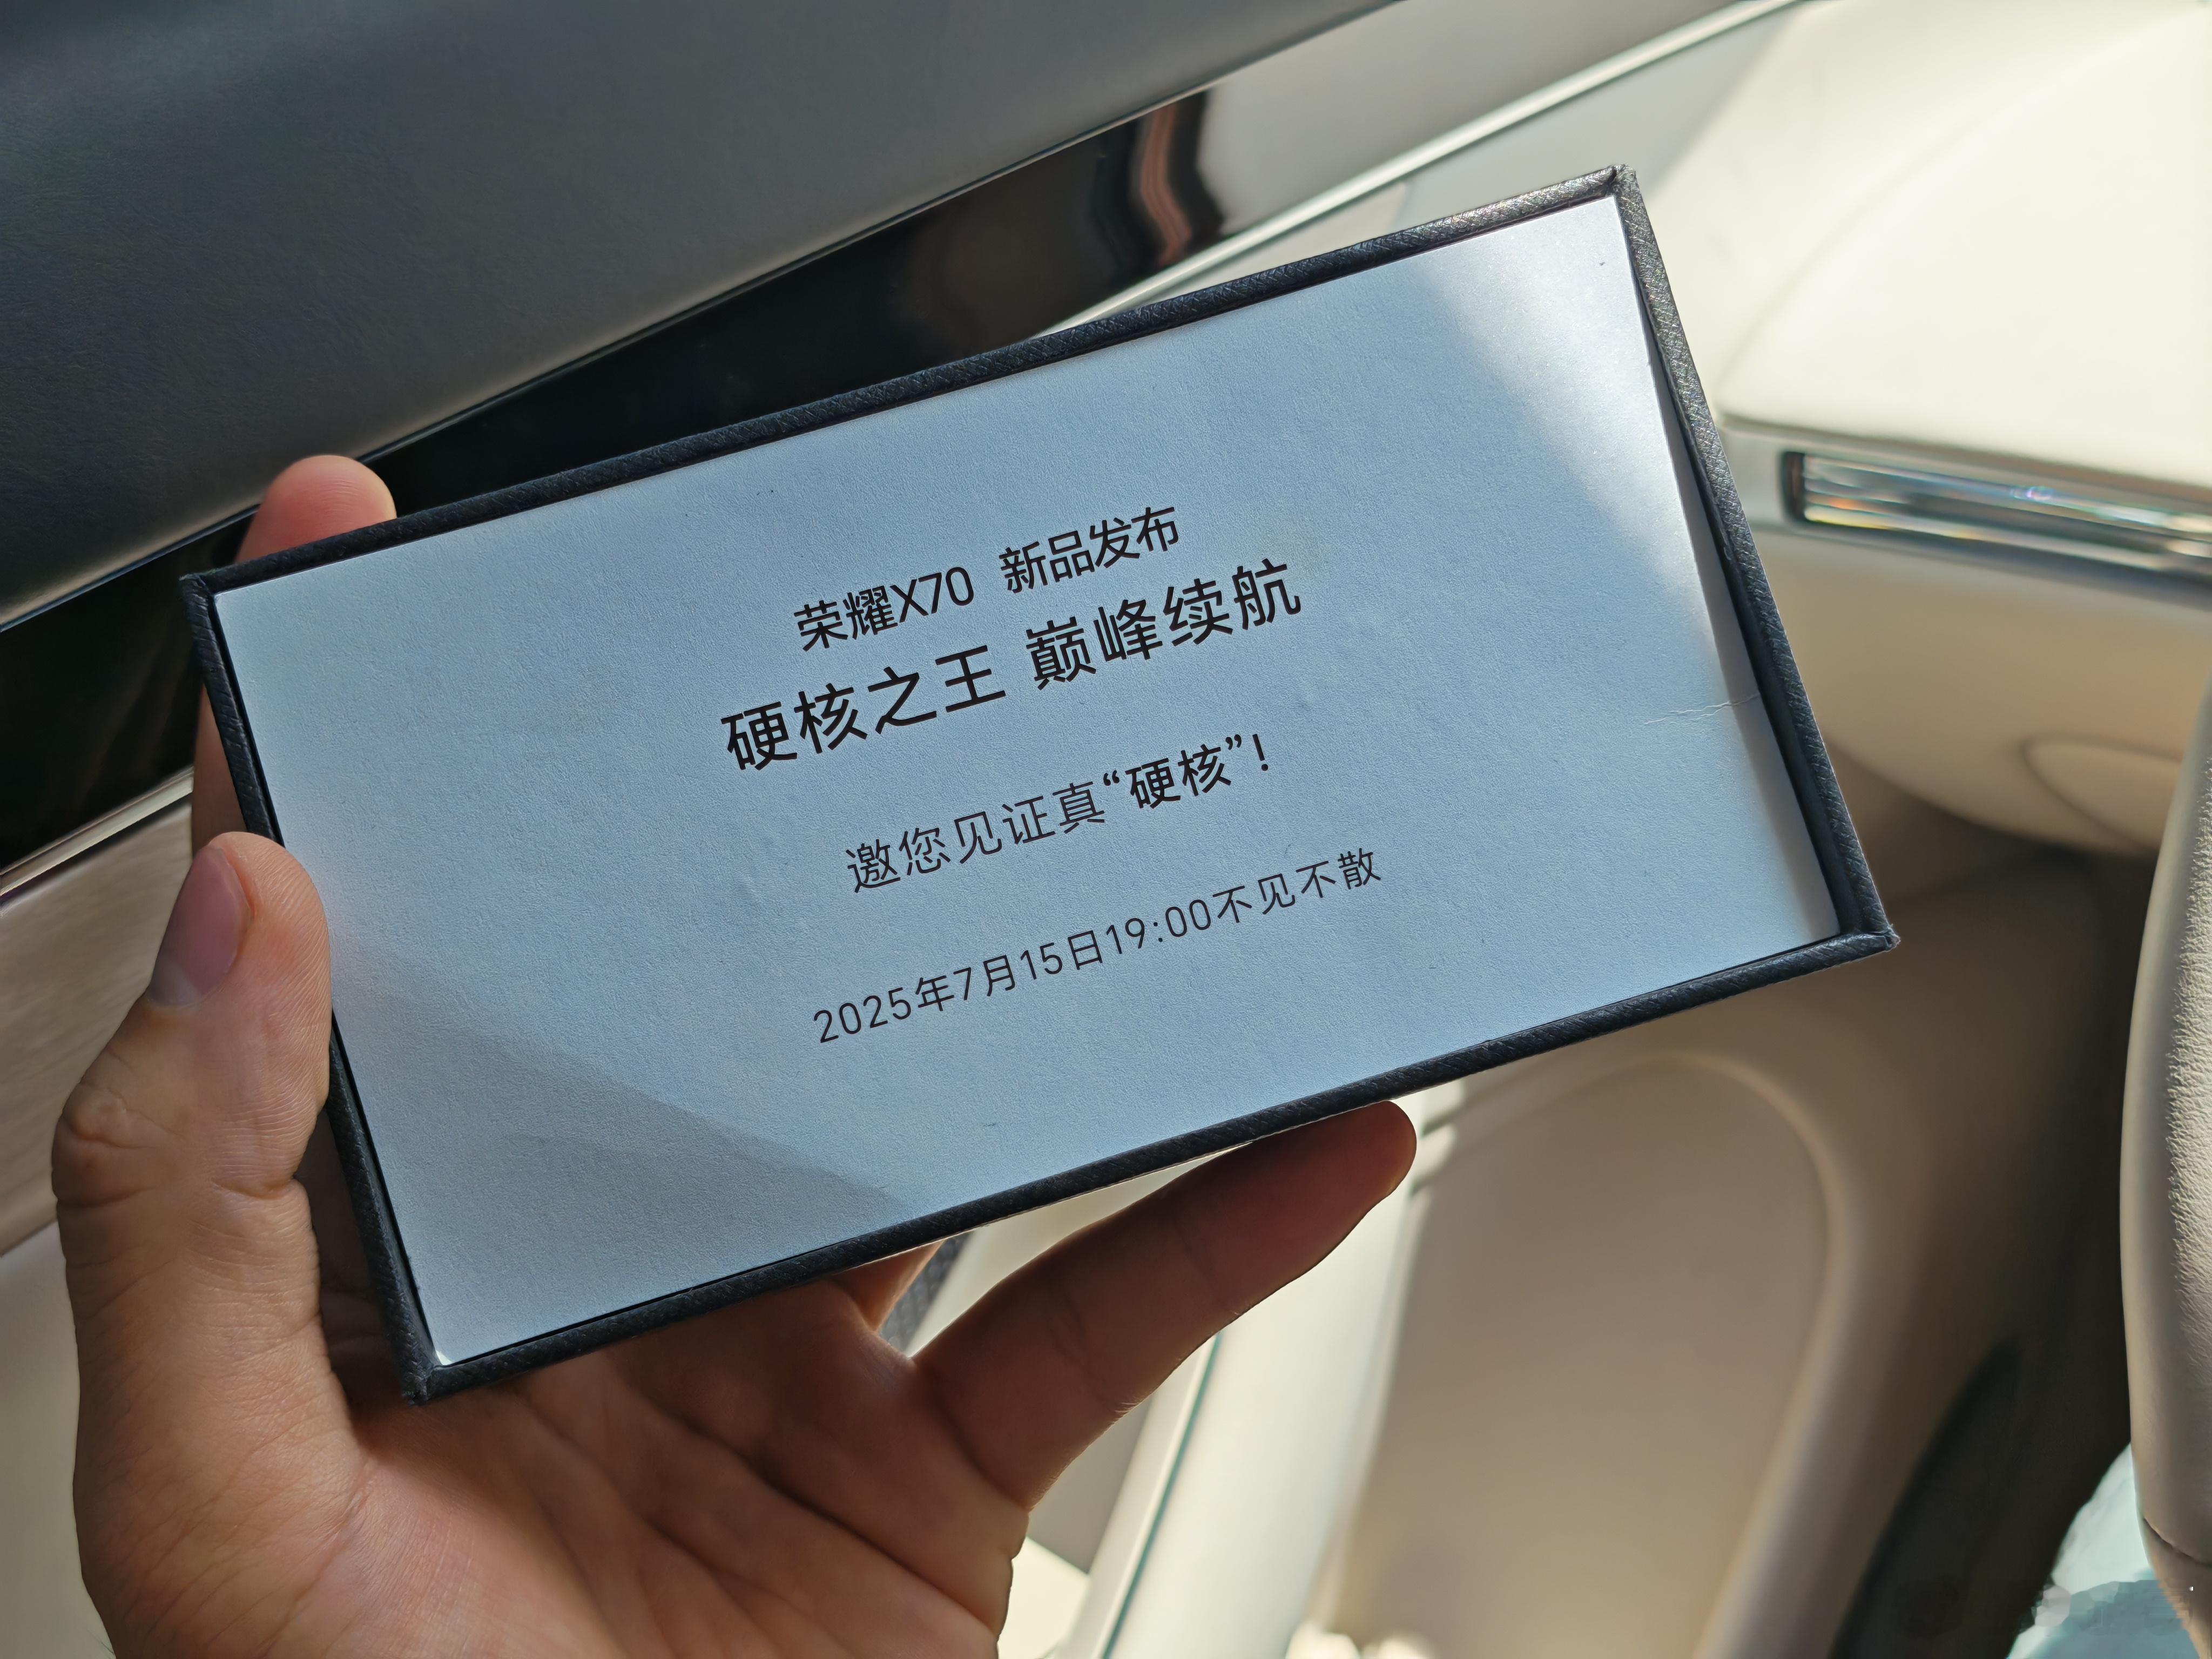 荣耀X70 新品发布
硬核之王 巅峰续航
邀您见证真“硬核”!
2025年7月15日19:00不见不散